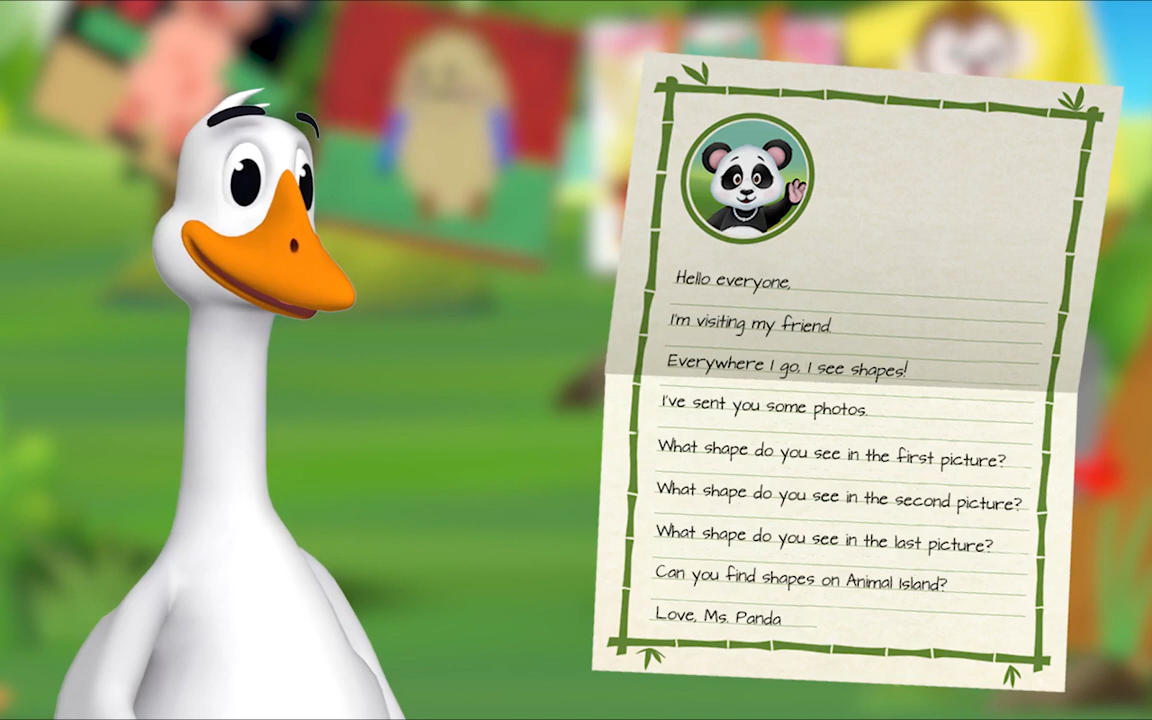 Hello everyone,
I'm visiting my friend.
Everywhere I go, I see shapes!
I've sent you some photos.
What shape do you see in the first picture?
What shape do you see in the second picture?
What shape do you see in the last picture?
Can you find shapes on Animal Island?
Love, Ms. Panda